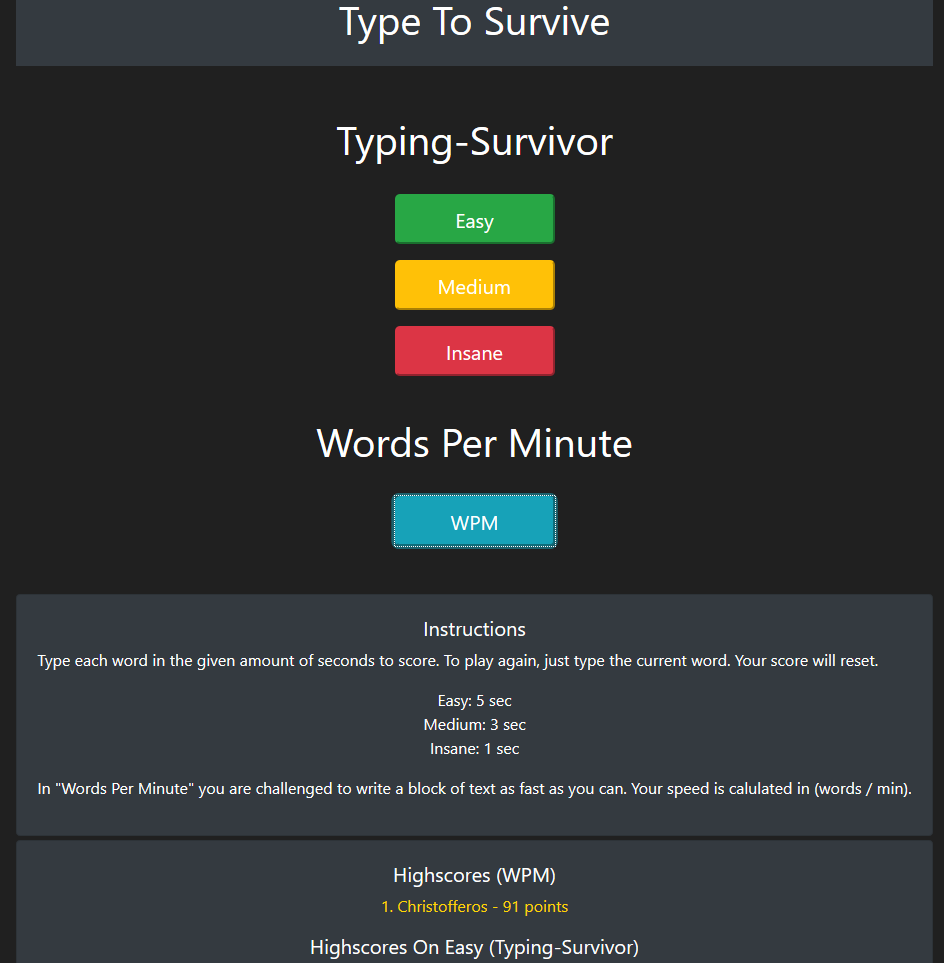 Type To Survive
Typing-Survivor
Easy
Medium
Insane
Words Per Minute
WPM
Instructions
Type each word in the given amount of seconds to score. To play again, just type the current word. Your score will reset.
Easy: 5 sec
Medium: 3 sec
Insane: 1 sec
In "Words Per Minute" you are challenged to write a block of text as fast as you can. Your speed is calulated in (words / min).
Highscores (WPM)
1. Christofferos - 91 points
Highscores On Easy (Typing-Survivor)